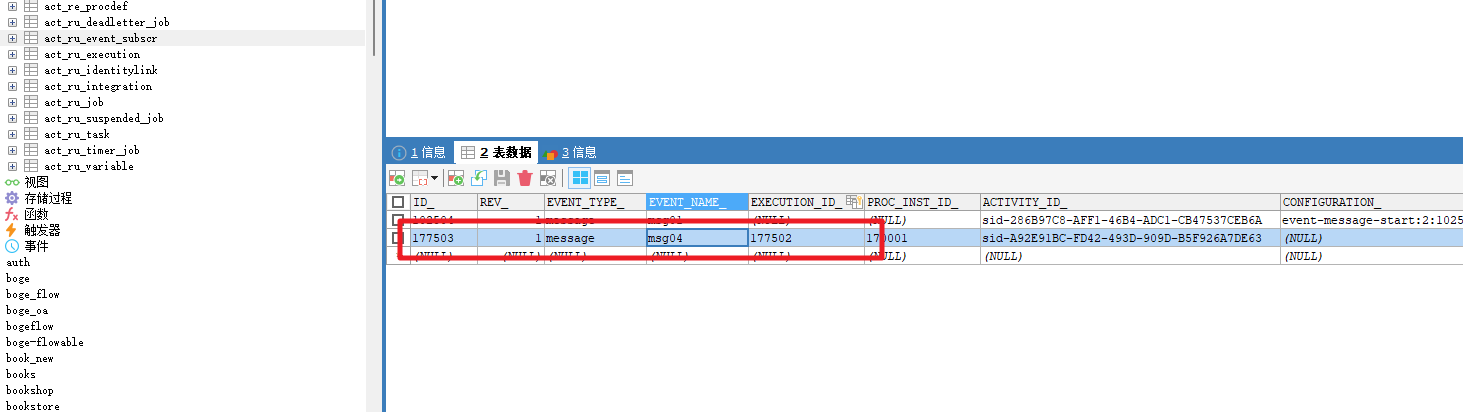 act_re_procdef
act_ru_deadletter_job
act_ru_event_subscr
act_ru_execution
act_ru_identitylink
act_ru_integration
act_ru_job
act_ru_suspended_job
act_ru_task
act_ru_timer_job
act_ru_variable
视图
存储过程
函数
触发器
事件
auth
boge
boge_flow
boge_oa
bogeflow
boge-flowable
book_new
books
bookshop
bookstore
1 信息 2 表数据 3 信息
ID_ REV_ EVENT_TYPE_ EVENT_NAME_ EXECUTION_ID_ PROC_INST_ID_ ACTIVITY_ID_ CONFIGURATION_
102504 1 message msg01 (NULL) (NULL) sid-286B97C8-AFF1-46B4-ADC1-CB47537CEB6A event-message-start:2:1025
177503 1 message msg04 177502 170001 sid-A92E91BC-FD42-493D-909D-B5F926A7DE63 (NULL)
(NULL) (NULL) (NULL) (NULL) (NULL) (NULL) (NULL) (NULL)